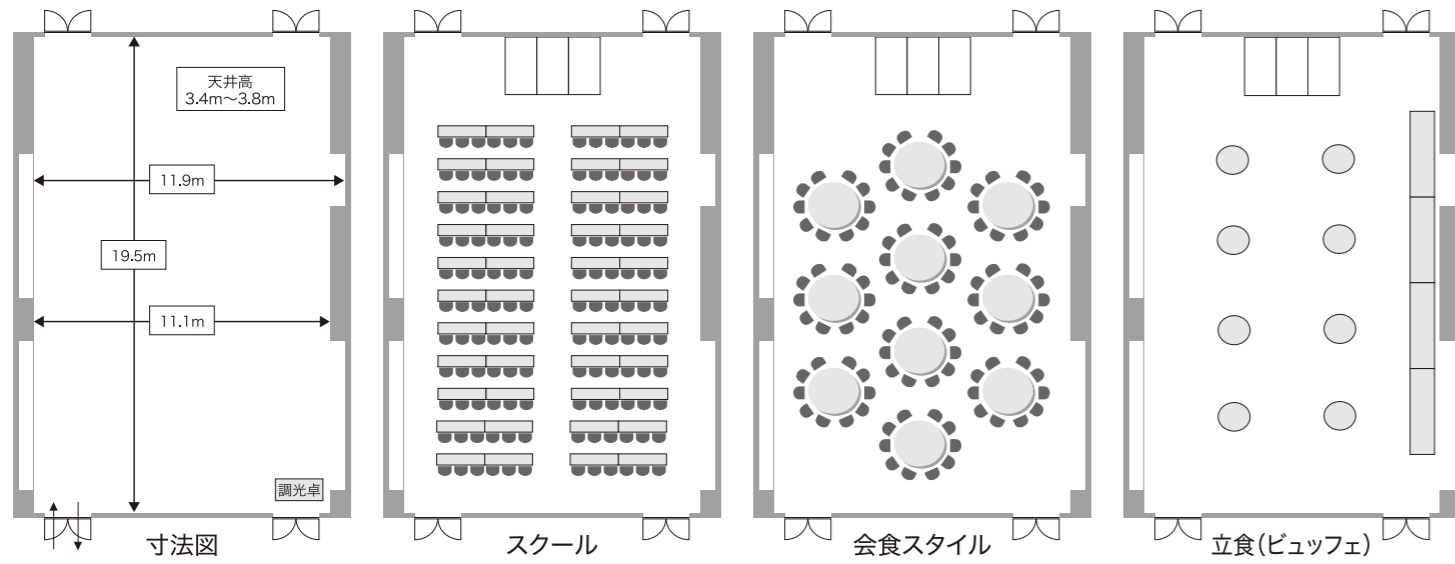 天井高
3.4m～3.8m
11.9m
19.5m
11.1m
調光卓
寸法図
スクール
会食スタイル
立食（ビュッフェ）